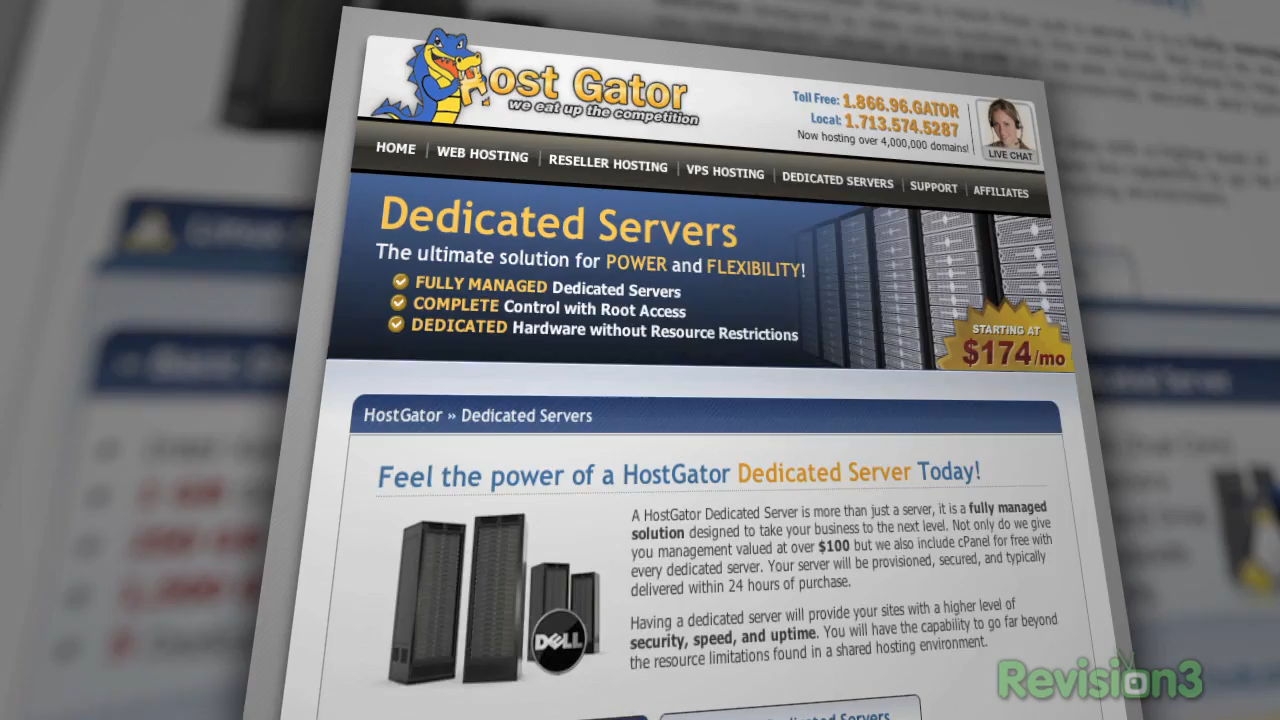 Host Gator
we eat up the competition
Toll Free: 1.866.96.GATOR
Local: 1.713.574.5287
Now hosting over 4,000,000 domains!
LIVE CHAT
HOME | WEB HOSTING | RESELLER HOSTING | VPS HOSTING | DEDICATED SERVERS | SUPPORT | AFFILIATES
Dedicated Servers
The ultimate solution for POWER and FLEXIBILITY!
FULLY MANAGED Dedicated Servers
COMPLETE Control with Root Access
DEDICATED Hardware without Resource Restrictions
STARTING AT
$174/mo
HostGator » Dedicated Servers
Feel the power of a HostGator Dedicated Server Today!
A HostGator Dedicated Server is more than just a server, it is a fully managed
solution designed to take your business to the next level. Not only do we give
you management valued at over $100 but we also include cPanel for free with
every dedicated server. Your server will be provisioned, secured, and typically
delivered within 24 hours of purchase.
Having a dedicated server will provide your sites with a higher level of
security, speed, and uptime. You will have the capability to go far beyond
the resource limitations found in a shared hosting environment.
DELL
Dedicated Servers
Revision3